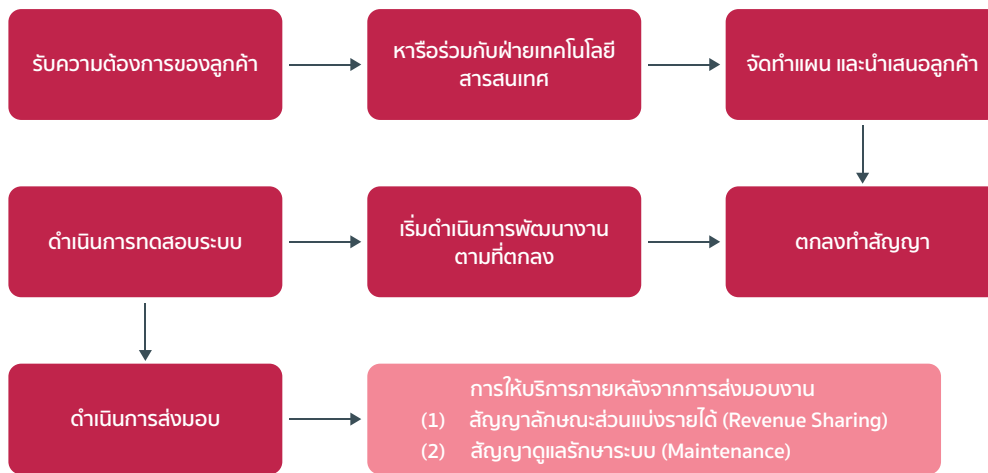 รับความต้องการของลูกค้า
หารือร่วมกับฝ่ายเทคโนโลยี
สารสนเทศ
จัดทำแผน และนำเสนอลูกค้า
ดำเนินการทดสอบระบบ
เริ่มดำเนินการพัฒนางาน
ตามที่ตกลง
ตกลงทำสัญญา
ดำเนินการส่งมอบ
การให้บริการภายหลังจากการส่งมอบงาน
(1) สัญญาลักษณะส่วนแบ่งรายได้ (Revenue Sharing)
(2) สัญญาดูแลรักษาระบบ (Maintenance)